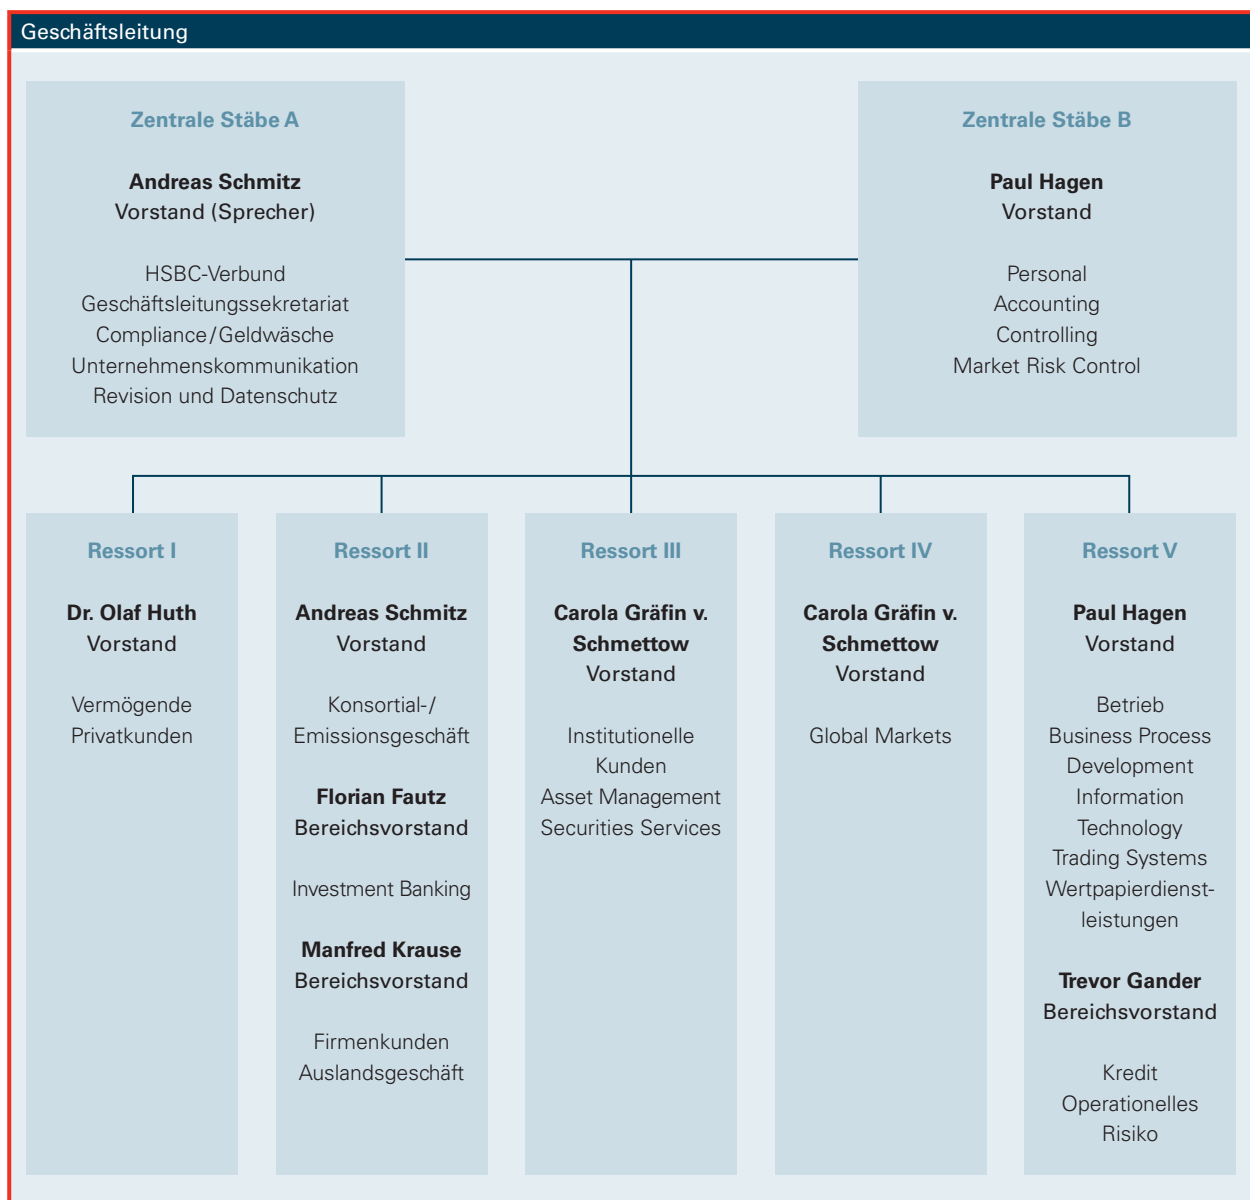 Geschäftsleitung
Zentrale Stäbe A
Andreas Schmitz
Vorstand (Sprecher)
HSBC-Verbund
Geschäftsleitungssekretariat
Compliance/Geldwäsche
Unternehmenskommunikation
Revision und Datenschutz
Zentrale Stäbe B
Paul Hagen
Vorstand
Personal
Accounting
Controlling
Market Risk Control
Ressort I
Dr. Olaf Huth
Vorstand
Vermögende
Privatkunden
Ressort II
Andreas Schmitz
Vorstand
Konsortial-/
Emissionsgeschäft
Florian Fautz
Bereichsvorstand
Investment Banking
Manfred Krause
Bereichsvorstand
Firmenkunden
Auslandsgeschäft
Ressort III
Carola Gräfin v.
Schmettow
Vorstand
Institutionelle
Kunden
Asset Management
Securities Services
Ressort IV
Carola Gräfin v.
Schmettow
Vorstand
Global Markets
Ressort V
Paul Hagen
Vorstand
Betrieb
Business Process
Development
Information
Technology
Trading Systems
Wertpapierdienst-
leistungen
Trevor Gander
Bereichsvorstand
Kredit
Operationelles
Risiko